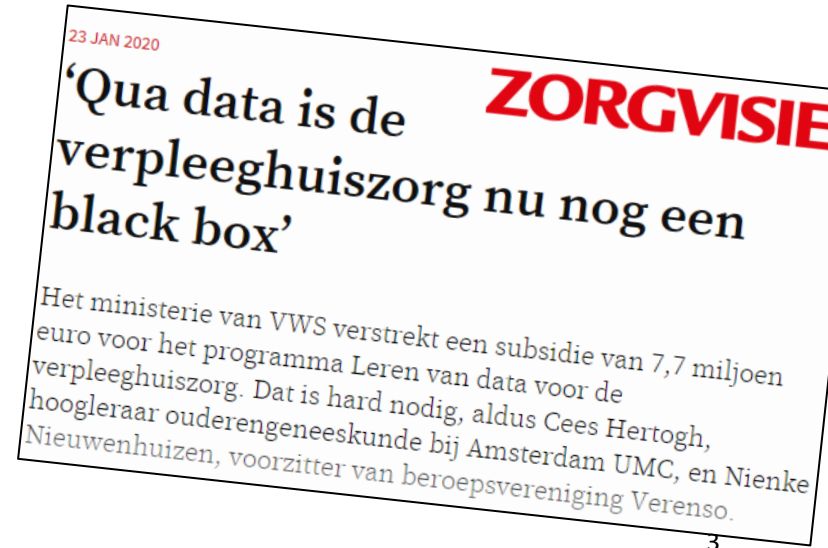 23 JAN 2020
ZORGVISIE
‘Qua data is de
verpleeghuiszorg nu nog een
black box’
Het ministerie van VWS verstrekt een subsidie van 7,7 miljoen
euro voor het programma Leren van data voor de
verpleeghuiszorg. Dat is hard nodig, aldus Cees Hertogh,
hoogleraar ouderengeneeskunde bij Amsterdam UMC, en Nienke
Nieuwenhuizen, voorzitter van beroepsvereniging Verenso.
3